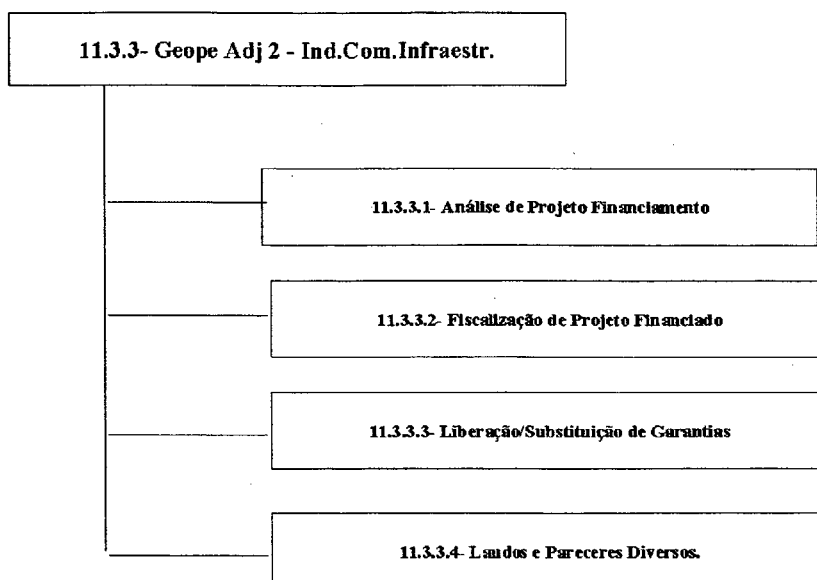 11.3.3- Geope Adj 2 - Ind.Com.Infraestr.
11.3.3.1- Análise de Projeto Financiamento
11.3.3.2- Fiscalização de Projeto Financiado
11.3.3.3- Liberação/Substituição de Garantias
11.3.3.4- Laudos e Pareceres Diversos.